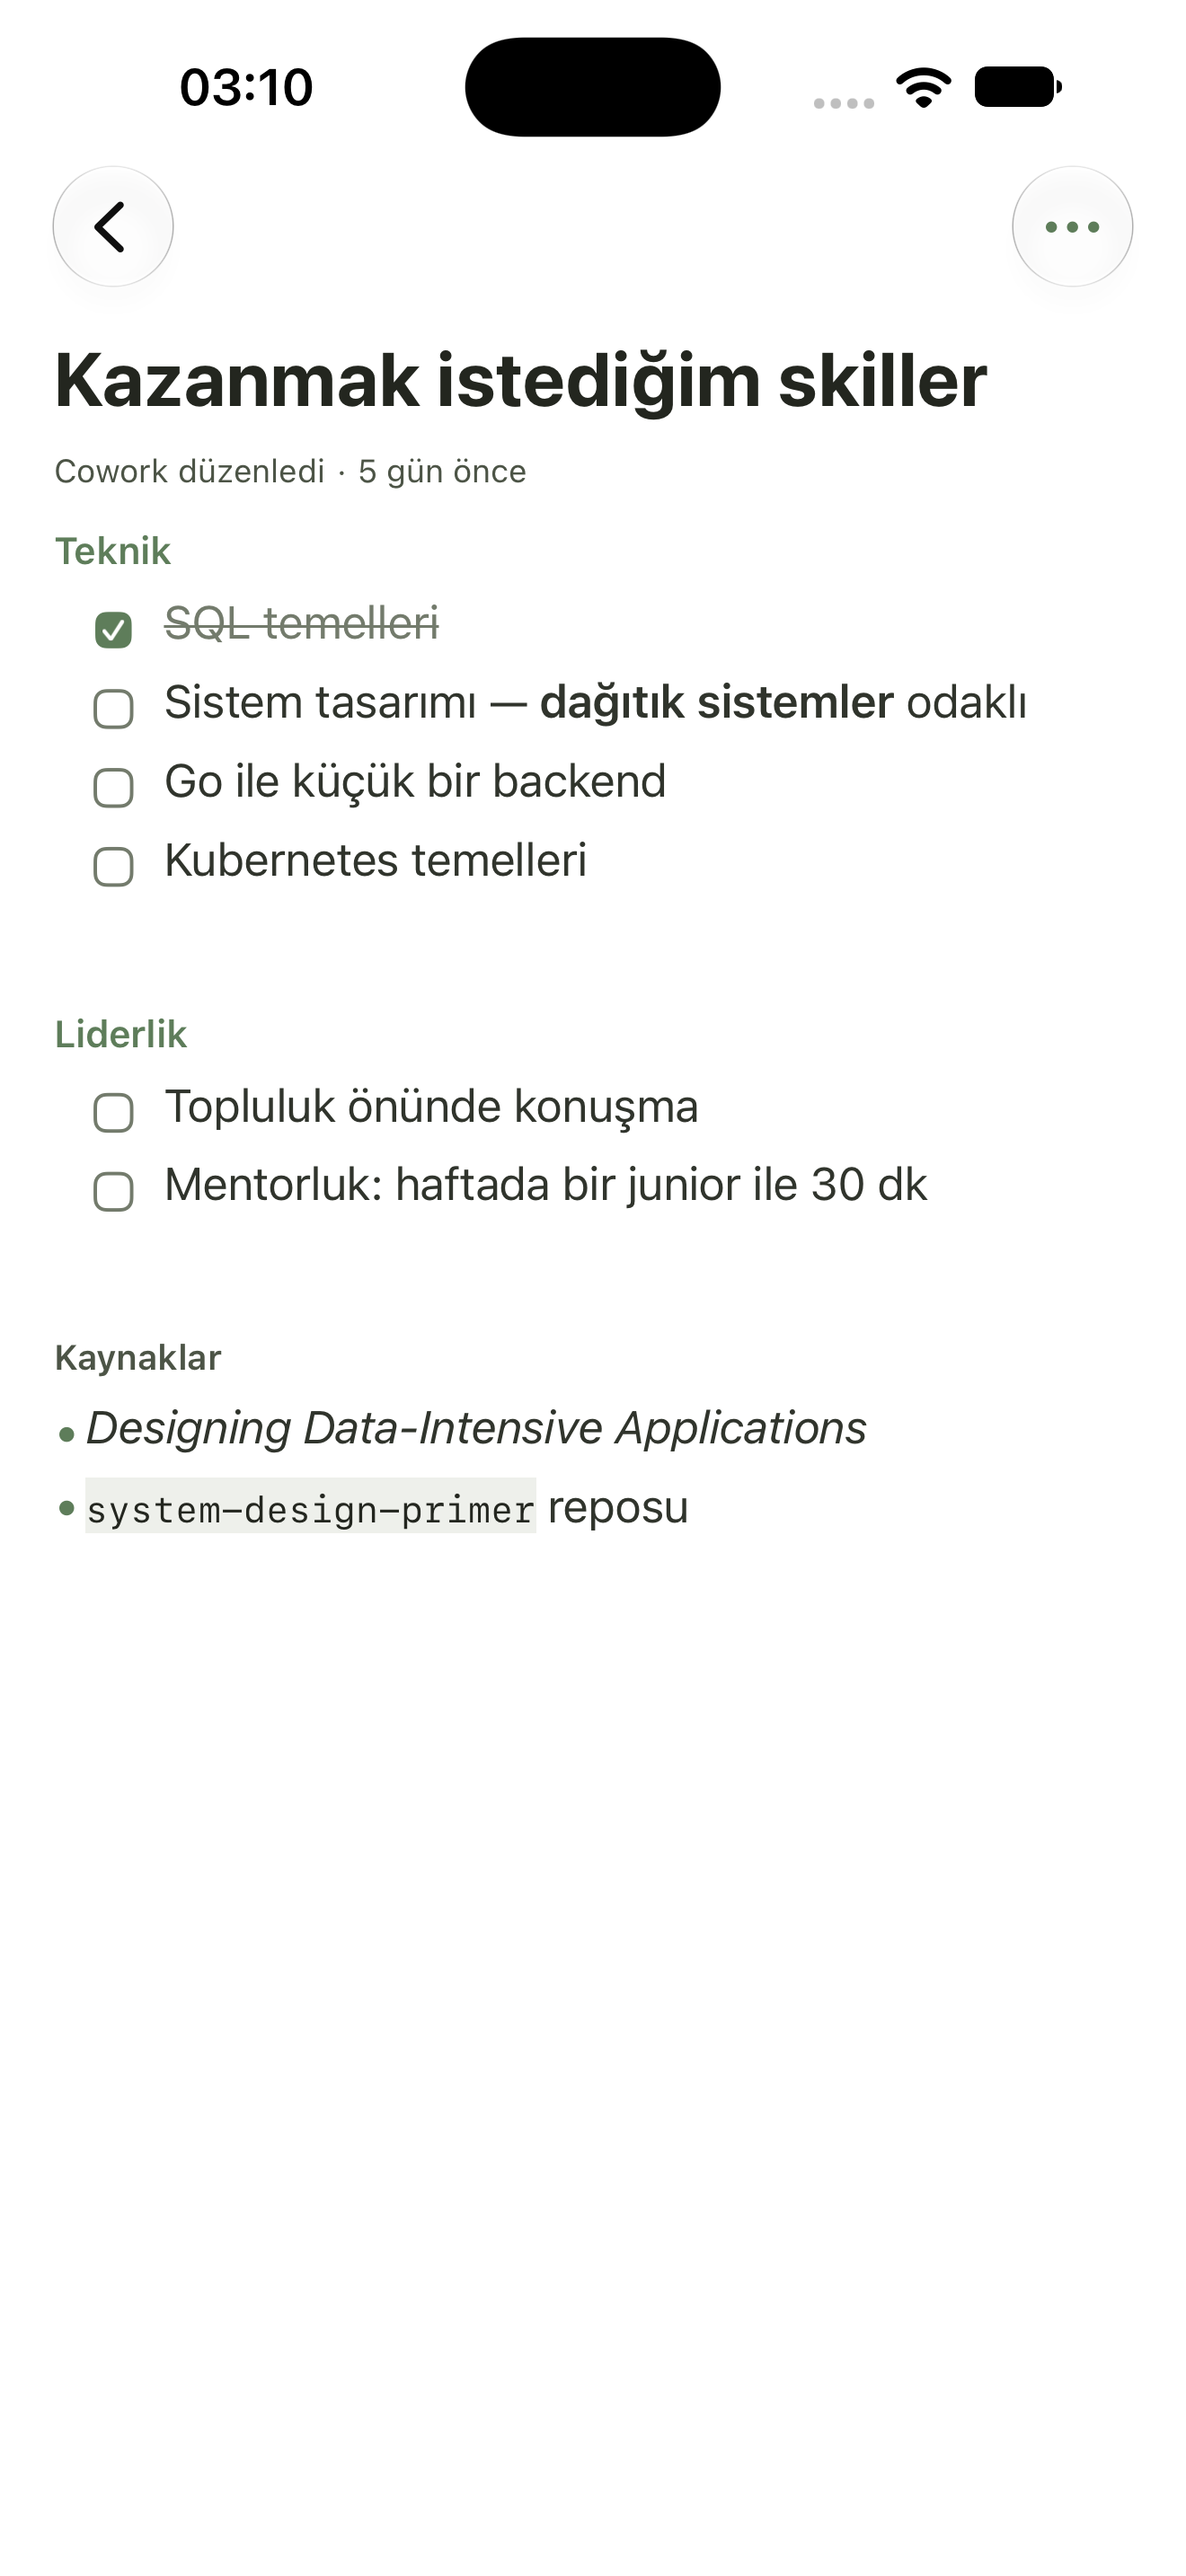 03:10
Kazanmak istediğim skiller
Cowork düzenledi · 5 gün önce
Teknik
SQL temelleri
Sistem tasarımı — dağıtık sistemler odaklı
Go ile küçük bir backend
Kubernetes temelleri
Liderlik
Topluluk önünde konuşma
Mentorluk: haftada bir junior ile 30 dk
Kaynaklar
Designing Data-Intensive Applications
system-design-primer reposu